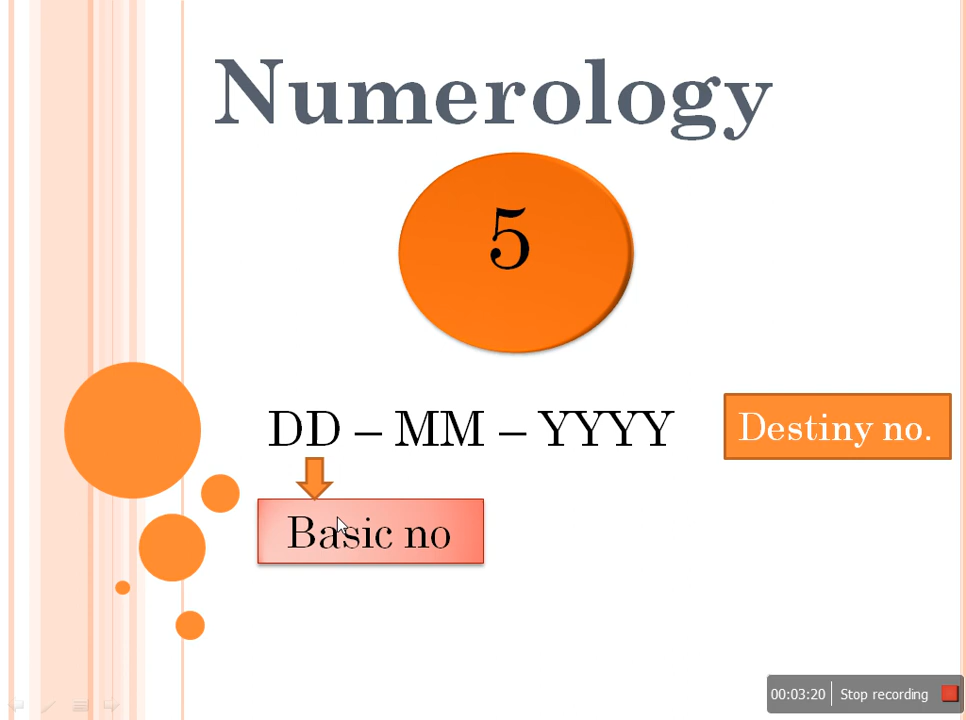 Numerology
5
DD – MM – YYYY
Destiny no.
Basic no
00:03:20 Stop recording